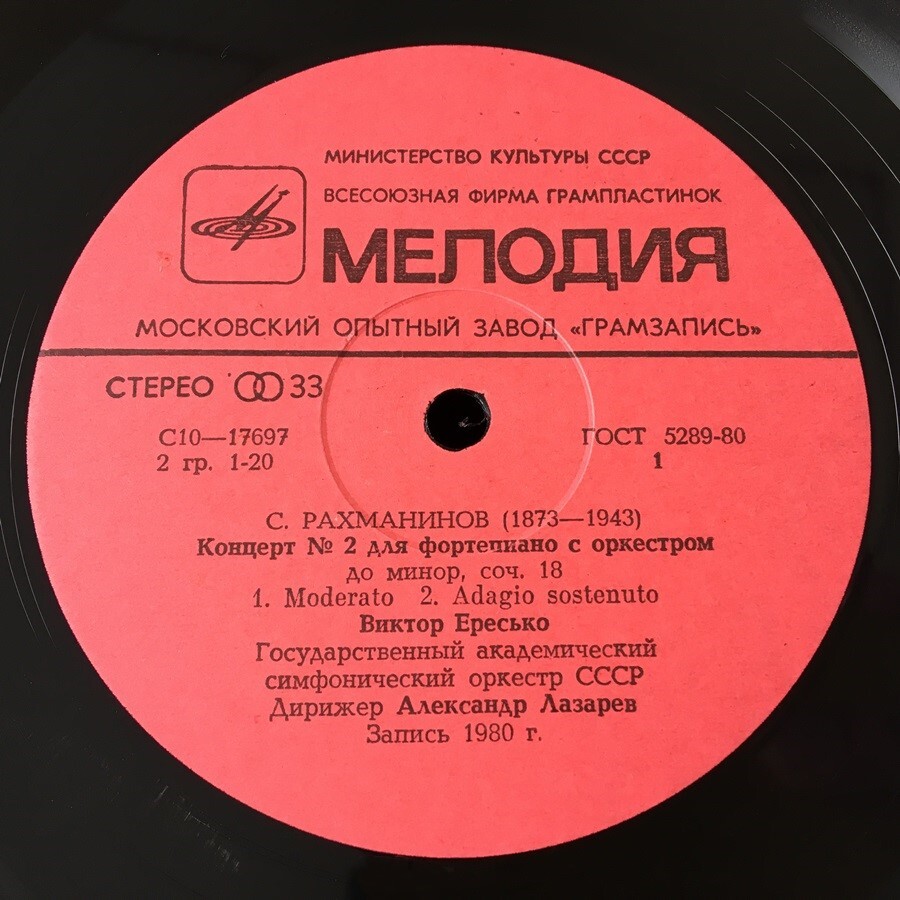 МИНИСТЕРСТВО КУЛЬТУРЫ СССР
ВСЕСОЮЗНАЯ ФИРМА ГРАМПЛАСТИНОК
МЕЛОДИЯ
МОСКОВСКИЙ ОПЫТНЫЙ ЗАВОД «ГРАМЗАПИСЬ»
СТЕРЕО 33
С10—17697 ГОСТ 5289-80
2 гр. 1-20 1
С. РАХМАНИНОВ (1873—1943)
Концерт № 2 для фортепиано с оркестром
до минор, соч. 18
1. Moderato 2. Adagio sostenuto
Виктор Ересько
Государственный академический
симфонический оркестр СССР
Дирижер Александр Лазарев
Запись 1980 г.